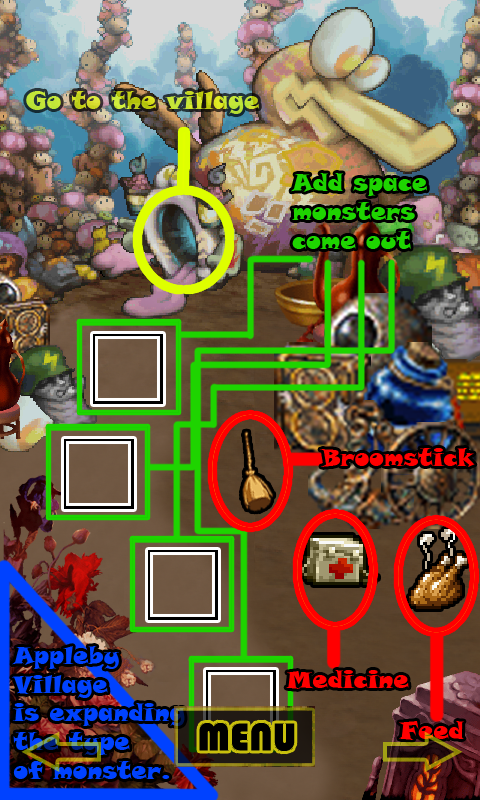 Go to the village
Add space
monsters
come out
Broomstick
Medicine
Feed
Appleby
Village
is expanding
the type
of monster.
MENU